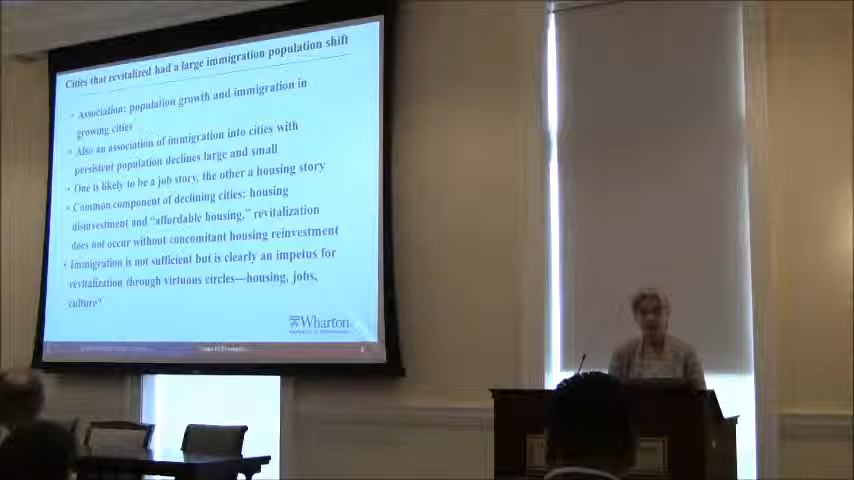 Cities that revitalized had a large immigration population shift
• Association: population growth and immigration in
growing cities
• Also an association of immigration into cities with
persistent population declines large and small
• One is likely to be a job story, the other a housing story
• Common component of declining cities: housing
disinvestment and “affordable housing,” revitalization
does not occur without concomitant housing reinvestment
• Immigration is not sufficient but is clearly an impetus for
revitalization through virtuous circles—housing, jobs,
culture?
Wharton